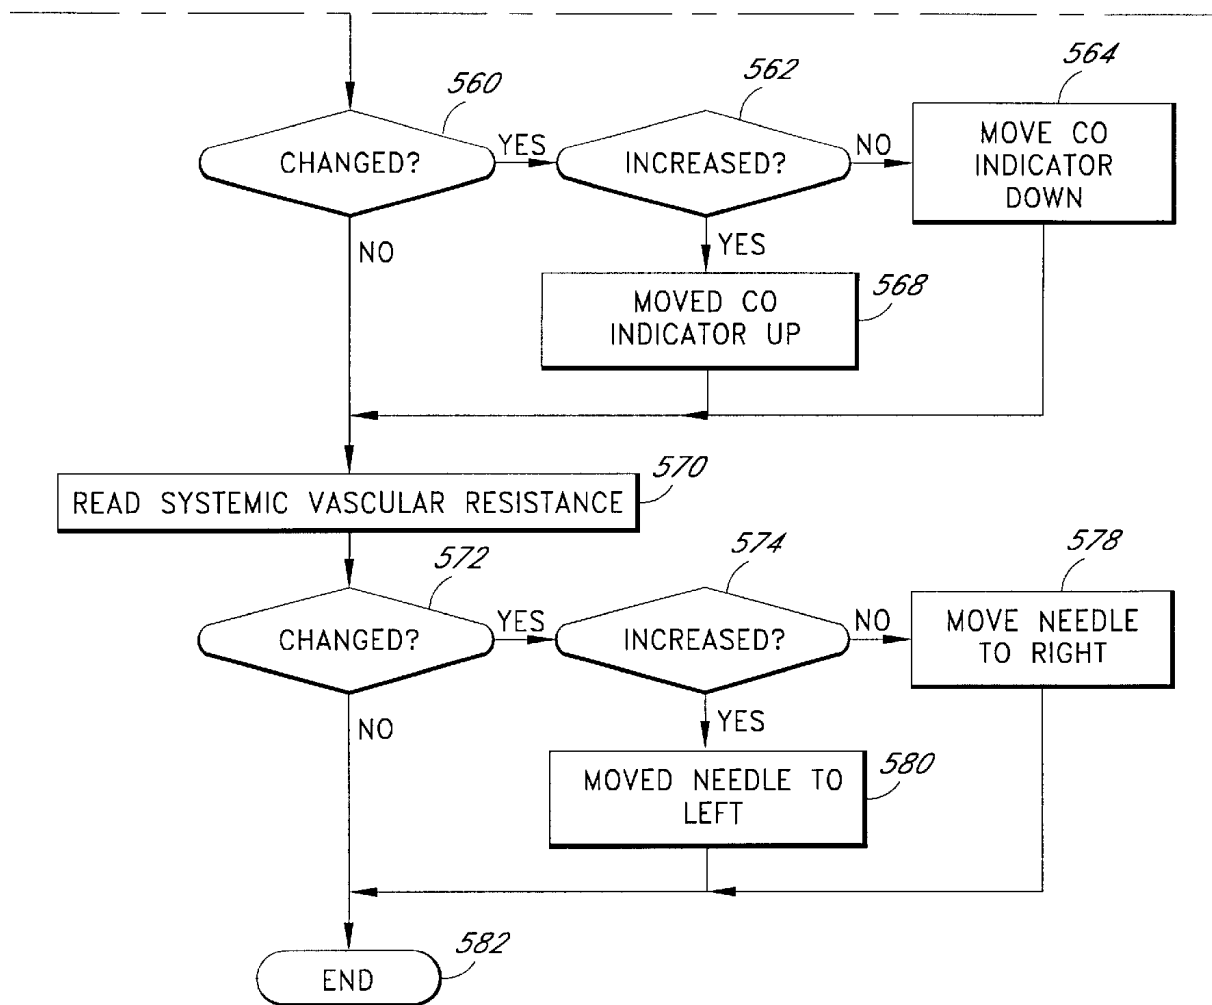 560
562
564
CHANGED?
YES
INCREASED?
NO
MOVE CO
INDICATOR
DOWN
NO
YES
568
MOVED CO
INDICATOR UP
570
READ SYSTEMIC VASCULAR RESISTANCE
572
574
578
CHANGED?
YES
INCREASED?
NO
MOVE NEEDLE
TO RIGHT
NO
YES
580
MOVED NEEDLE TO
LEFT
582
END